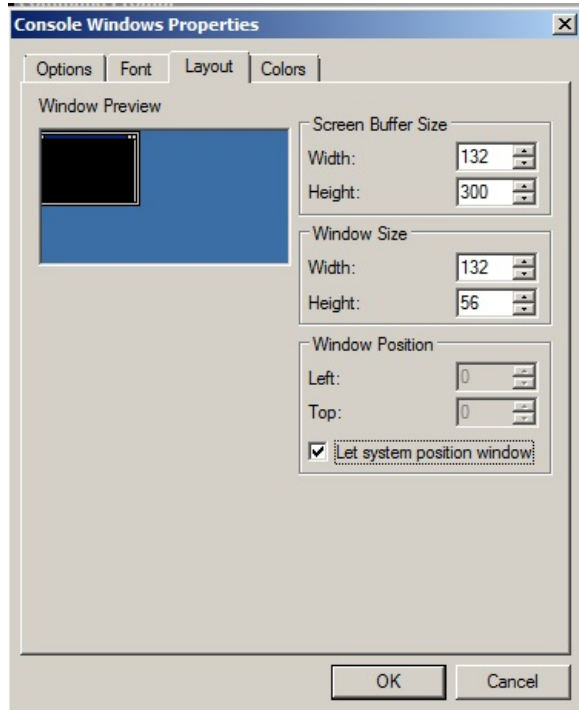 Console Windows Properties
Options Font Layout Colors
Window Preview
Screen Buffer Size
Width: 132
Height: 300
Window Size
Width: 132
Height: 56
Window Position
Left: 0
Top: 0
Let system position window
OK Cancel